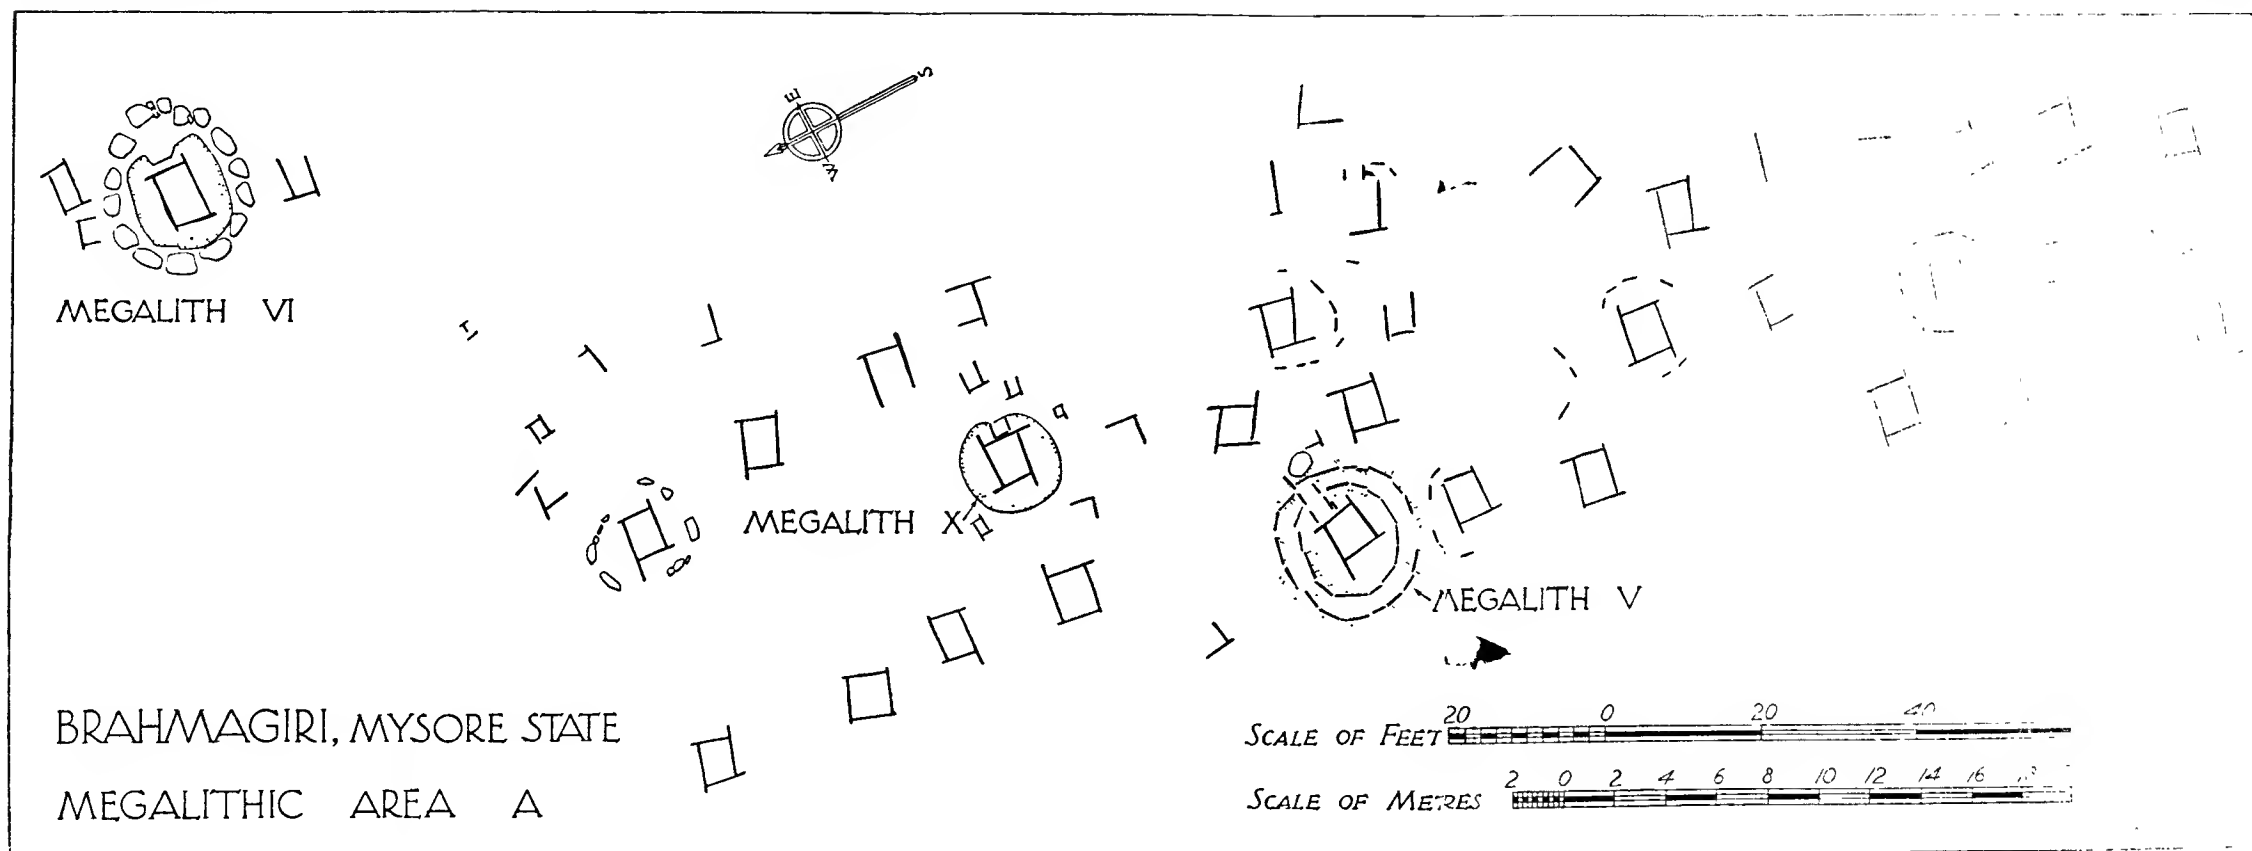 S
E
W
MEGALITH VI
MEGALITH X
MEGALITH V
BRAHMAGIRI, MYSORE STATE
MEGALITHIC AREA A
20 0 20 40
SCALE OF FEET
2 0 2 4 6 8 10 12 14 16
SCALE OF METRES